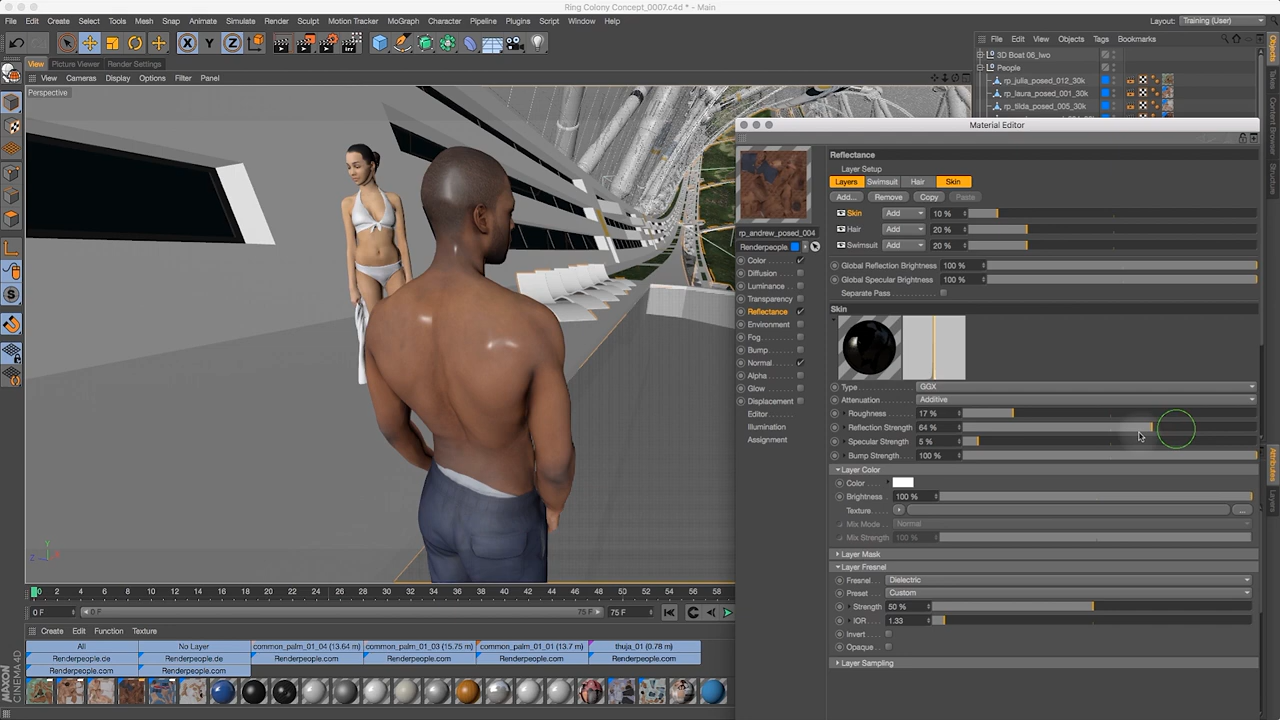 Ring Colony Concept_0007.c4d * - Main
File Edit Create Select Tools Mesh Snap Animate Simulate Render Sculpt Motion Tracker MoGraph Character Pipeline Plugins Script Window Help
Layout: Training (User)
X Y Z
File Edit View Objects Tags Bookmarks
3D Boat 06_lwo
People
rp_julia_posed_012_30k
rp_laura_posed_001_30k
rp_tilda_posed_005_30k
View Picture Viewer Render Settings
View Cameras Display Options Filter Panel
Perspective
Material Editor
rp_andrew_posed_004
Renderpeople.
Color
Diffusion
Luminance
Transparency
Reflectance
Environment
Fog
Bump
Normal
Alpha
Glow
Displacement
Editor
Illumination
Assignment
Reflectance
Layer Setup
Layers Swimsuit Hair Skin
Add... Remove Copy Paste
Skin Add 10 %
Hair Add 20 %
Swimsuit Add 20 %
Global Reflection Brightness 100 %
Global Specular Brightness 100 %
Separate Pass
Skin
Type GGX
Attenuation Additive
Roughness 17 %
Reflection Strength 64 %
Specular Strength 5 %
Bump Strength 100 %
Layer Color
Color
Brightness 100 %
Texture
Mix Mode Normal
Mix Strength 100 %
Layer Mask
Layer Fresnel
Fresnel Dielectric
Preset Custom
Strength 50 %
IOR 1.33
Invert
Opaque
Layer Sampling
Objects
Takes
Content Browser
Structure
Attributes
Layers
Y
Z
0 2 4 6 8 10 12 14 16 18 20 22 24 26 28 30 32 34 36 38 40 42 44 46 48 50 52
0 F 0 F 75 F 75 F
Create Edit Function Texture
All No Layer common_palm_01_04 (13.64 m) common_palm_01_03 (15.75 m) common_palm_01_01 (13.7 m) thuja_01 (0.78 m)
Renderpeople.de Renderpeople.de Renderpeople.com Renderpeople.com Renderpeople.com Renderpeople.com
Renderpeople.com Renderpeople.com
MAXON CINEMA 4D